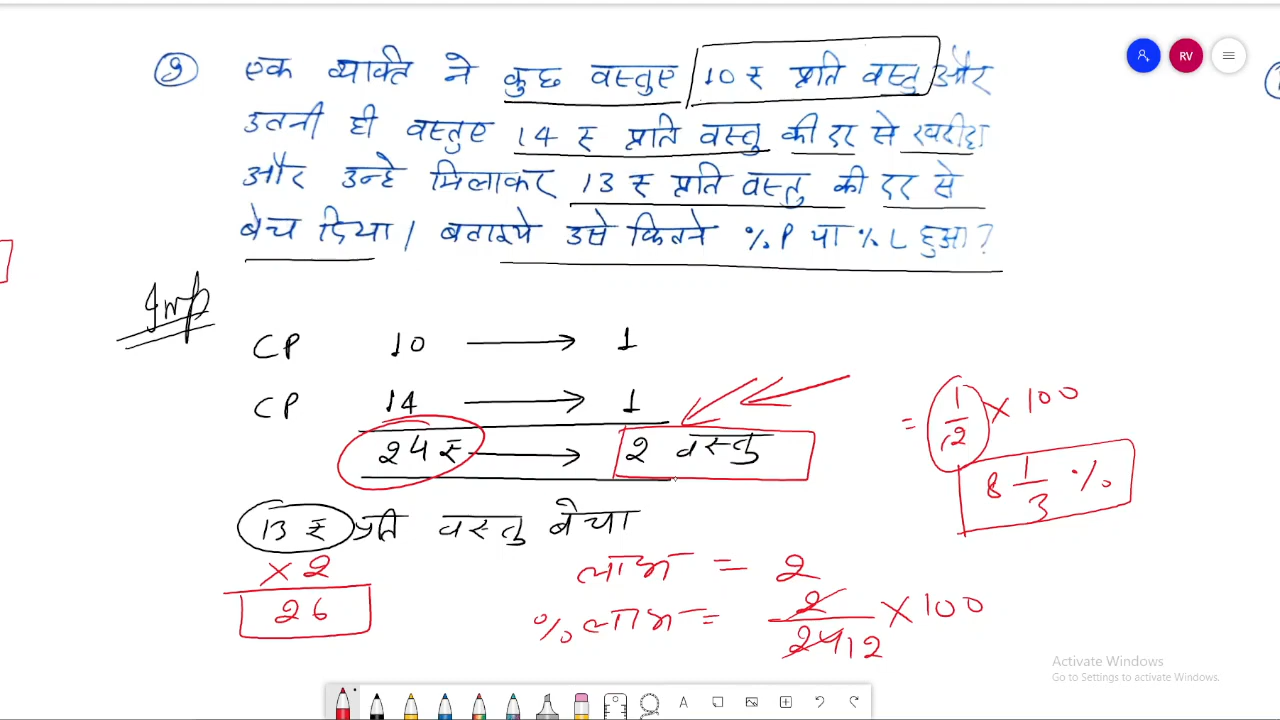 RV
9 एक व्यक्ति ने कुछ वस्तुए 10 ₹ प्रति वस्तु और
उतनी ही वस्तुए 14 ₹ प्रति वस्तु की दर से खरीदा
और उन्हे मिलाकर 13 ₹ प्रति वस्तु की दर से
बेच दिया। बताइये उसे कितने %P या %L हुआ?
Imp
CP 10 → 1
CP 14 → 1
24 ₹ → 2 वस्तु
13 ₹ प्रति वस्तु बेचा
× 2
26
लाभ = 2
%लाभ = 2/24 12 × 100
= 1/12 × 100
8 1/3 %
Activate Windows
Go to Settings to activate Windows.
A